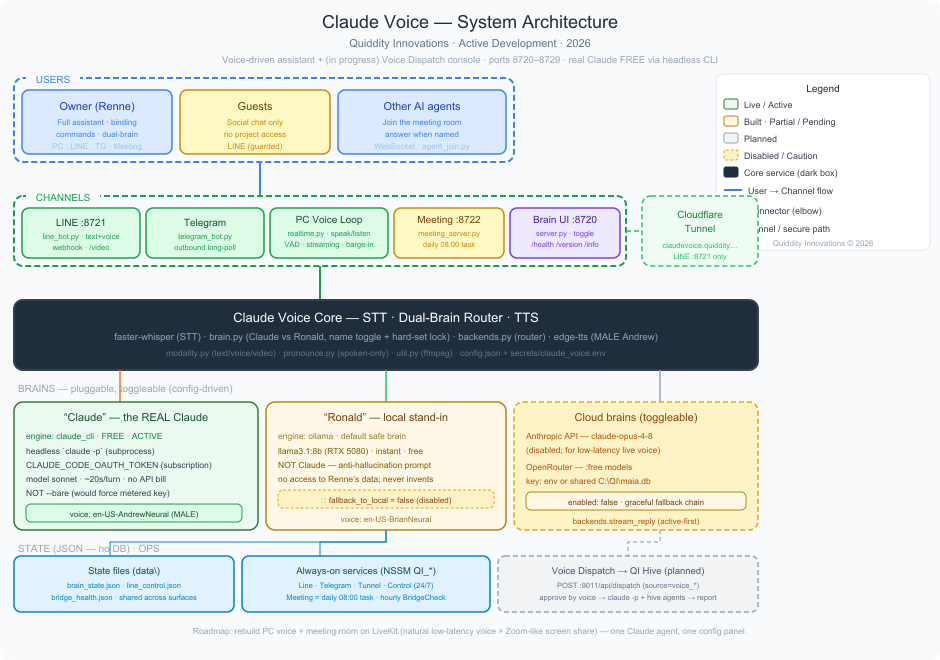 Claude Voice — System Architecture
Quiddity Innovations · Active Development · 2026
Voice-driven assistant + (in progress) Voice Dispatch console · ports 8720–8729 · real Claude FREE via headless CLI
USERS
Owner (Renne)
Full assistant · binding
commands · dual-brain
PC · LINE · TG · Meeting
Guests
Social chat only
no project access
LINE (guarded)
Other AI agents
Join the meeting room
answer when named
WebSocket · agent_join.py
Legend
Live / Active
Built · Partial / Pending
Planned
Disabled / Caution
Core service (dark box)
User → Channel flow
nnector (elbow)
nnel / secure path
Quiddity Innovations © 2026
CHANNELS
LINE :8721
line_bot.py · text+voice
webhook · /video
Telegram
telegram_bot.py
outbound long-poll
PC Voice Loop
realtime.py · speak/listen
VAD · streaming · barge-in
Meeting :8722
meeting_server.py
daily 08:00 task
Brain UI :8720
server.py · toggle
/health /version /info
Cloudflare
Tunnel
claudevoice.quiddity…
LINE :8721 only
Claude Voice Core — STT · Dual-Brain Router · TTS
faster-whisper (STT) · brain.py (Claude vs Ronald, name toggle + hard-set lock) · backends.py (router) · edge-tts (MALE Andrew)
modality.py (text/voice/video) · pronounce.py (spoken-only) · util.py (ffmpeg) · config.json + secrets/claude_voice.env
BRAINS — pluggable, toggleable (config-driven)
“Claude” — the REAL Claude
engine: claude_cli · FREE · ACTIVE
headless `claude -p` (subprocess)
CLAUDE_CODE_OAUTH_TOKEN (subscription)
model sonnet · ~20s/turn · no API bill
NOT --bare (would force metered key)
voice: en-US-AndrewNeural (MALE)
“Ronald” — local stand-in
engine: ollama · default safe brain
llama3.1:8b (RTX 5080) · instant · free
NOT Claude — anti-hallucination prompt
no access to Renne's data; never invents
fallback_to_local = false (disabled)
voice: en-US-BrianNeural
Cloud brains (toggleable)
Anthropic API — claude-opus-4-8
(disabled; for low-latency live voice)
OpenRouter — :free models
key: env or shared C:\QI\maia.db
enabled: false · graceful fallback chain
backends.stream_reply (active-first)
STATE (JSON — no DB) · OPS
State files (data\)
brain_state.json · line_control.json
bridge_health.json · shared across surfaces
Always-on services (NSSM QI_*)
Line · Telegram · Tunnel · Control (24/7)
Meeting = daily 08:00 task · hourly BridgeCheck
Voice Dispatch → QI Hive (planned)
POST :9011/api/dispatch (source=voice_*)
approve by voice → claude -p + hive agents → report
Roadmap: rebuild PC voice + meeting room on LiveKit (natural low-latency voice + Zoom-like screen share) — one Claude agent, one config panel.